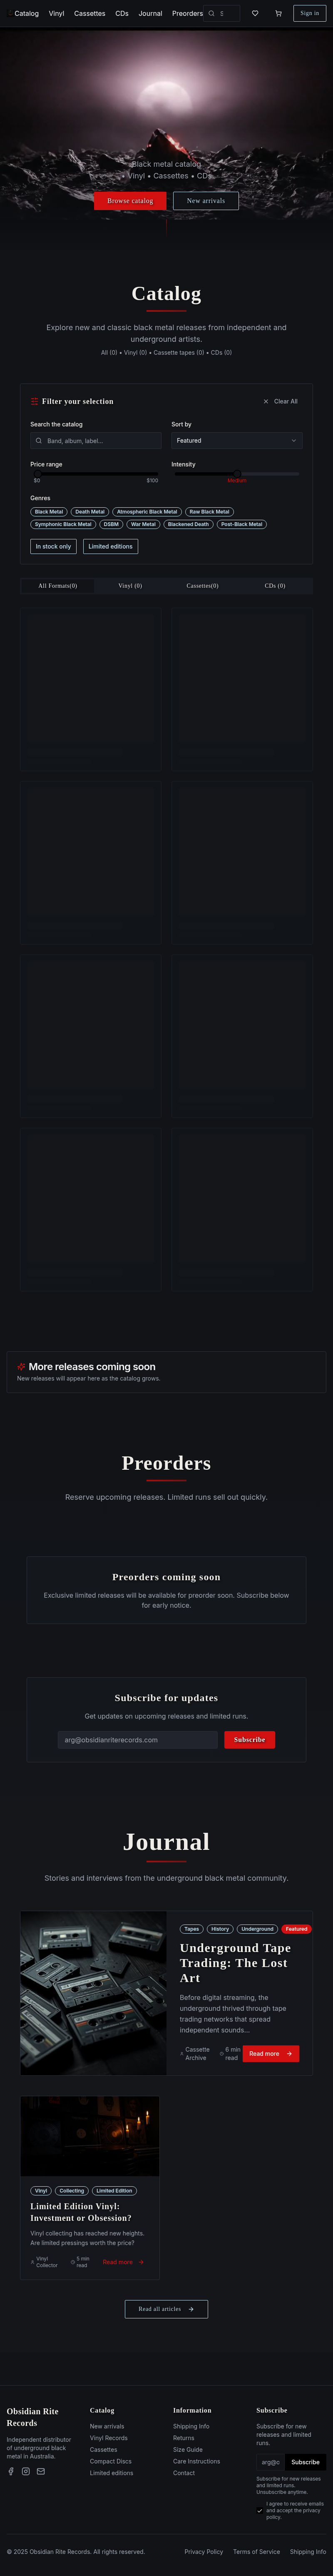 Catalog
Vinyl
Cassettes
CDs
Journal
Preorders
S
Sign in
Black metal catalog
Vinyl • Cassettes • CDs
Browse catalog
New arrivals
Catalog
Explore new and classic black metal releases from independent and
underground artists.
All (0) • Vinyl (0) • Cassette tapes (0) • CDs (0)
Filter your selection
Clear All
Search the catalog
Band, album, label...
Sort by
Featured
Price range
$0
$100
Intensity
Medium
Genres
Black Metal
Death Metal
Atmospheric Black Metal
Raw Black Metal
Symphonic Black Metal
DSBM
War Metal
Blackened Death
Post-Black Metal
In stock only
Limited editions
All Formats(0)
Vinyl (0)
Cassettes(0)
CDs (0)
More releases coming soon
New releases will appear here as the catalog grows.
Preorders
Reserve upcoming releases. Limited runs sell out quickly.
Preorders coming soon
Exclusive limited releases will be available for preorder soon. Subscribe below
for early notice.
Subscribe for updates
Get updates on upcoming releases and limited runs.
arg@obsidianriterecords.com
Subscribe
Journal
Stories and interviews from the underground black metal community.
Tapes
History
Underground
Featured
Underground Tape
Trading: The Lost
Art
Before digital streaming, the
underground thrived through tape
trading networks that spread
independent sounds...
Cassette
Archive
6 min
read
Read more
Vinyl
Collecting
Limited Edition
Limited Edition Vinyl:
Investment or Obsession?
Vinyl collecting has reached new heights.
Are limited pressings worth the price?
Vinyl
Collector
5 min
read
Read more
Read all articles
Obsidian Rite
Records
Independent distributor
of underground black
metal in Australia.
Catalog
New arrivals
Vinyl Records
Cassettes
Compact Discs
Limited editions
Information
Shipping Info
Returns
Size Guide
Care Instructions
Contact
Subscribe
Subscribe for new
releases and limited
runs.
arg@c
Subscribe
Subscribe for new releases
and limited runs.
Unsubscribe anytime.
I agree to receive emails
and accept the privacy
policy.
© 2025 Obsidian Rite Records. All rights reserved.
Privacy Policy
Terms of Service
Shipping Info